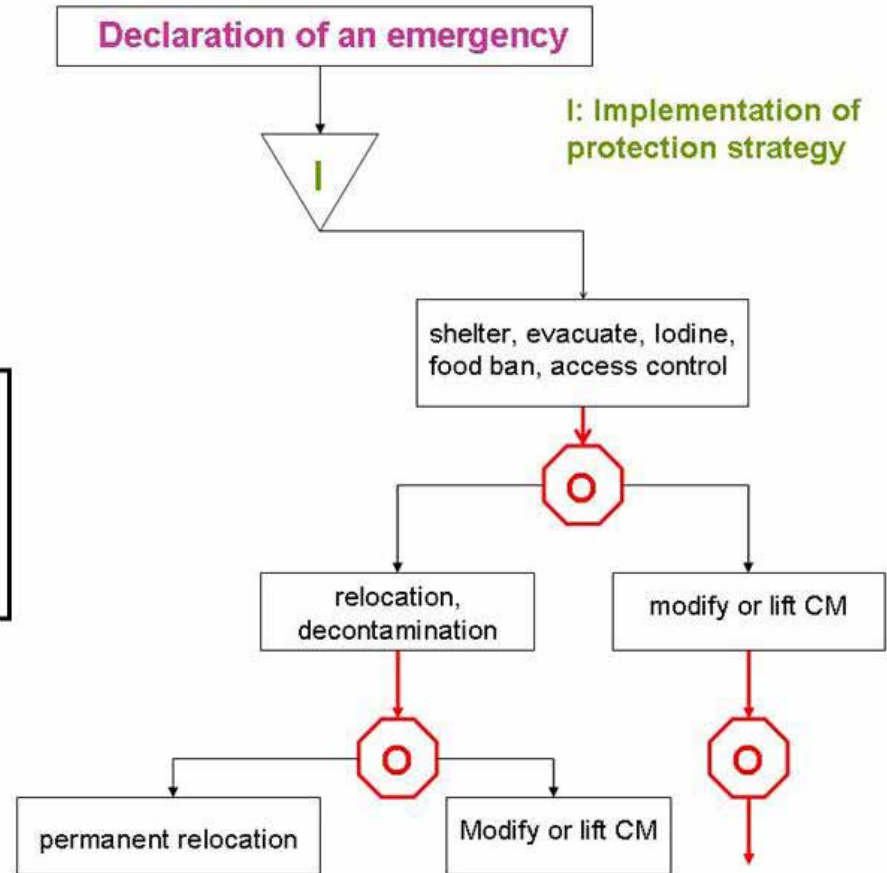 Declaration of an emergency
I: Implementation of
protection strategy
I
shelter, evacuate, Iodine,
food ban, access control
O
relocation,
decontamination
modify or lift CM
O
O
permanent relocation
Modify or lift CM